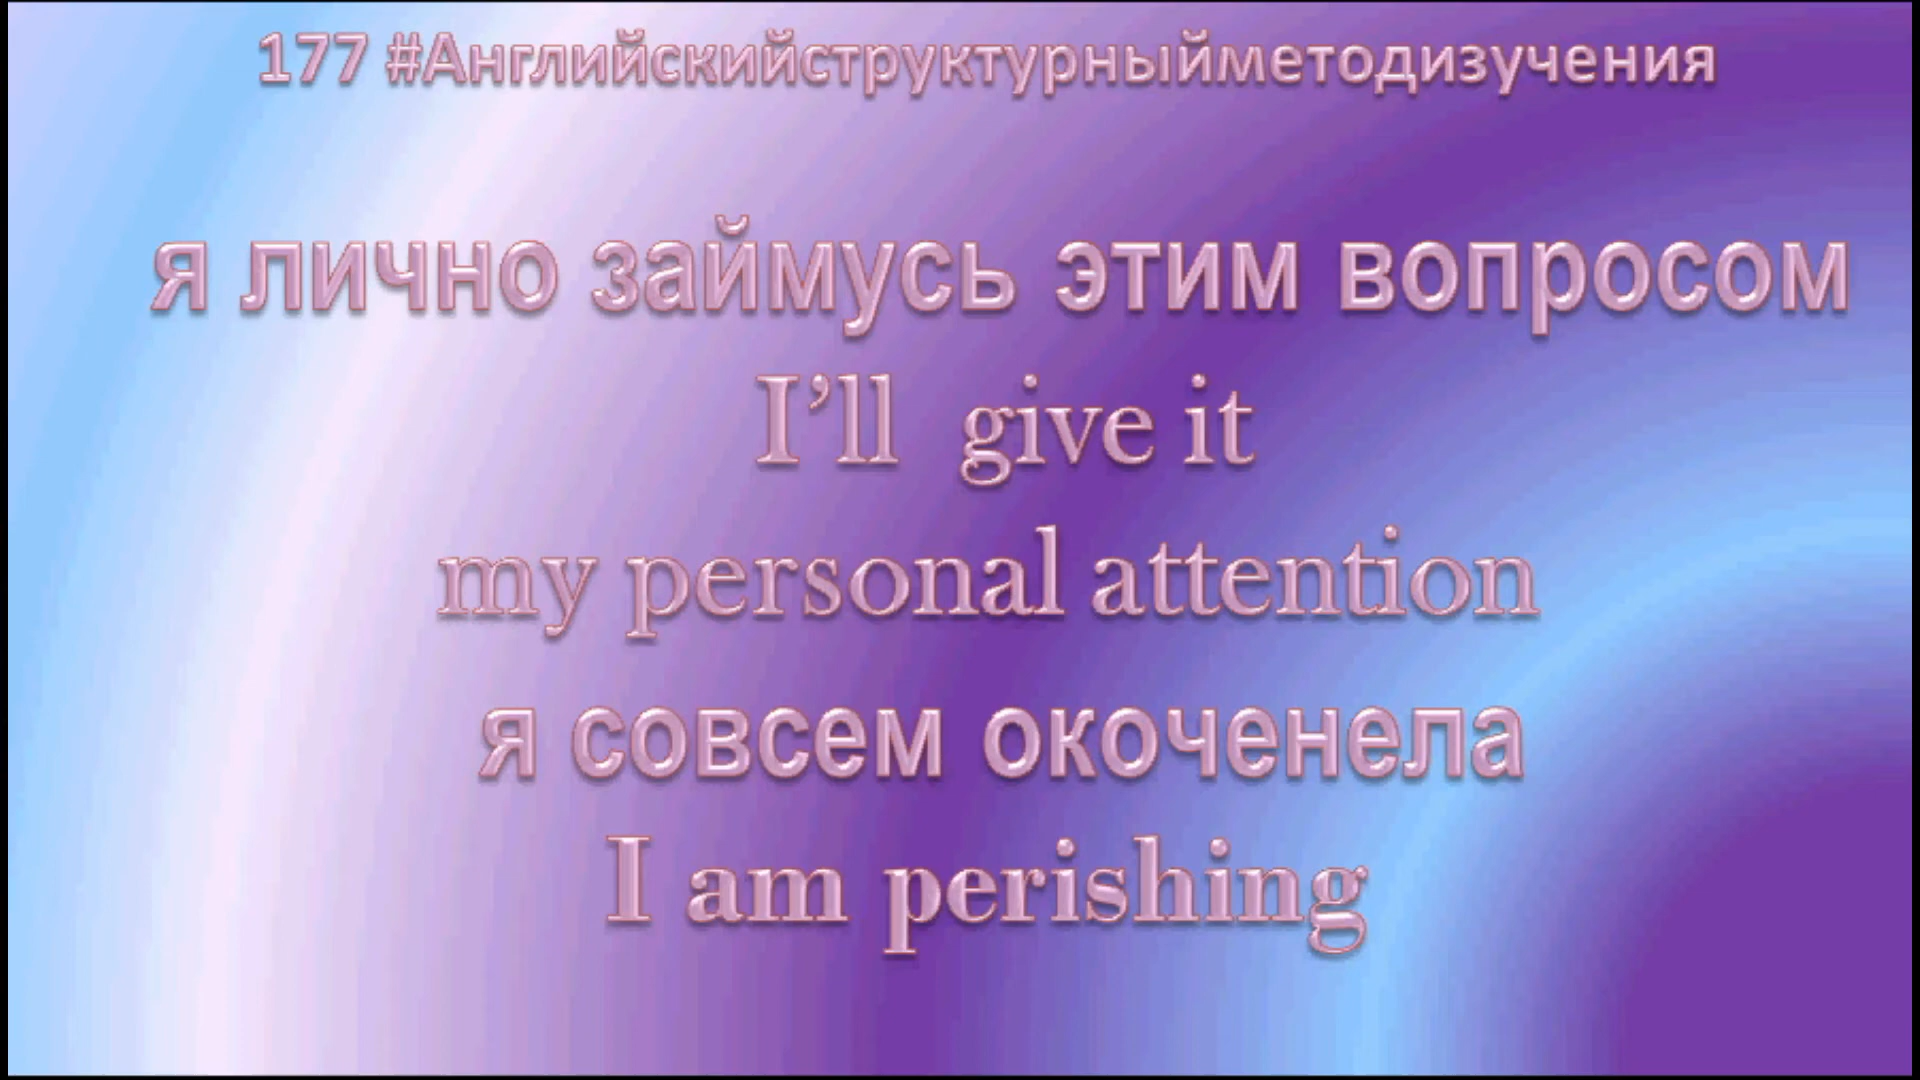 177 #Английскийструктурныйметодизучения
я лично займусь этим вопросом
I’ll give it
my personal attention
я совсем окоченела
I am perishing